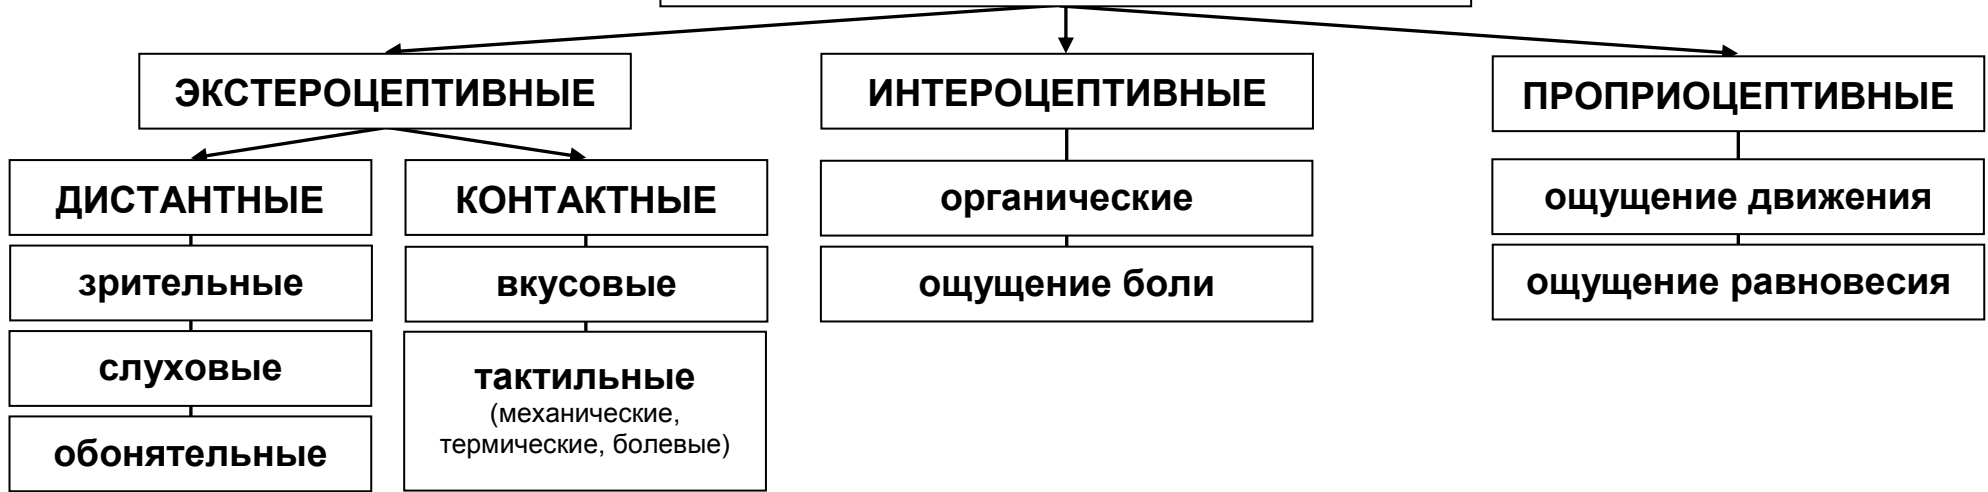 ЭКСТЕРОЦЕПТИВНЫЕ
ИНТЕРОЦЕПТИВНЫЕ
ПРОПРИОЦЕПТИВНЫЕ
ДИСТАНТНЫЕ
зрительные
слуховые
обонятельные
КОНТАКТНЫЕ
вкусовые
тактильные
(механические,
термические, болевые)
органические
ощущение боли
ощущение движения
ощущение равновесия